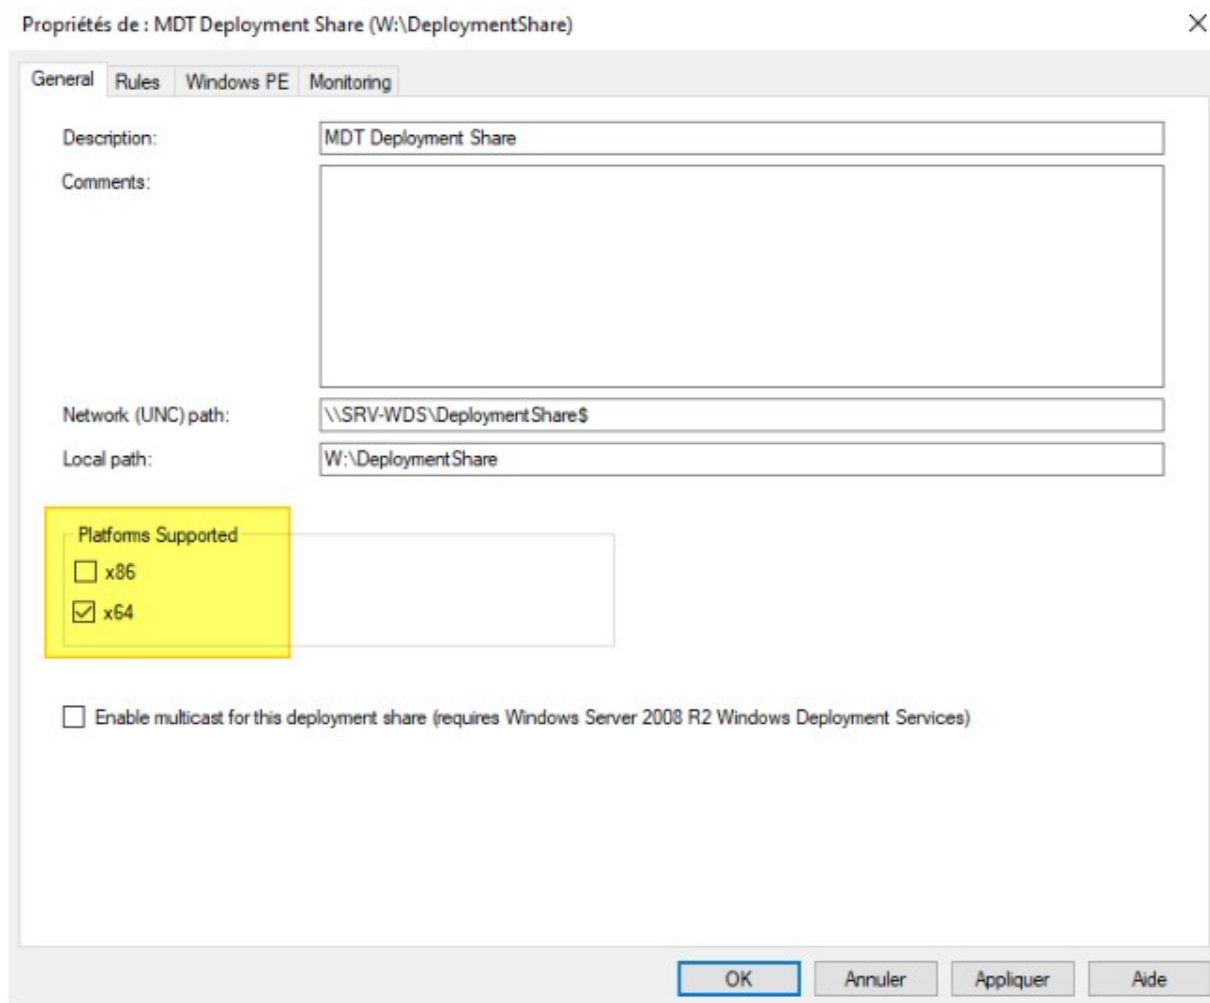 Propriétés de : MDT Deployment Share (W:\DeploymentShare)
General Rules Windows PE Monitoring
Description: MDT Deployment Share
Comments:
Network (UNC) path: \\SRV-WDS\DeploymentShare$
Local path: W:\DeploymentShare
Platforms Supported
x86
x64
Enable multicast for this deployment share (requires Windows Server 2008 R2 Windows Deployment Services)
OK Annuler Appliquer Aide